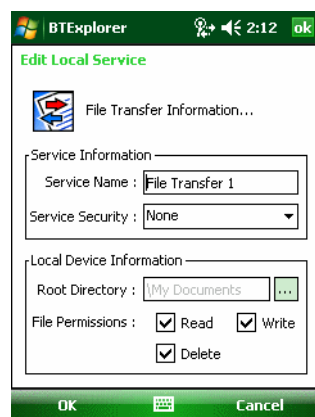 BTExplorer 2:12 ok
Edit Local Service
File Transfer Information...
Service Information
Service Name : File Transfer 1
Service Security : None
Local Device Information
Root Directory : \My Documents ...
File Permissions : Read Write
Delete
OK Cancel